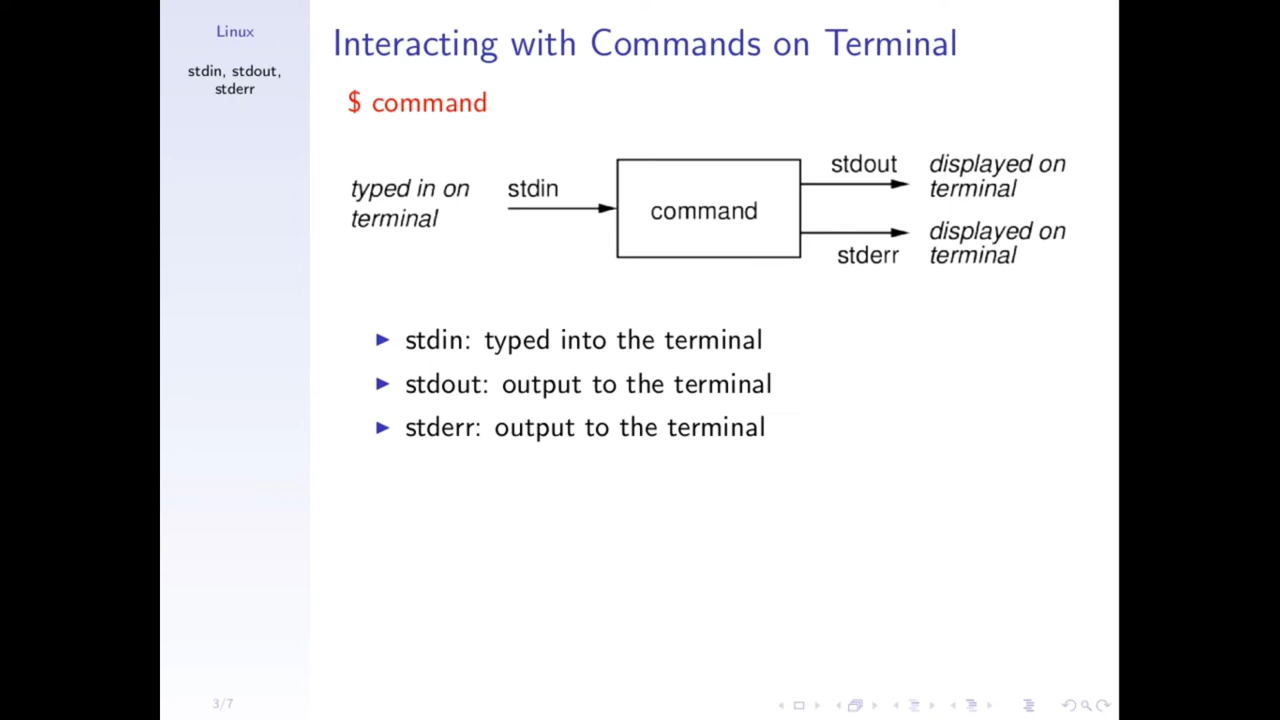 Linux
stdin, stdout,
stderr
Interacting with Commands on Terminal
$ command
typed in on
terminal
stdin
command
stdout
displayed on
terminal
stderr
displayed on
terminal
stdin: typed into the terminal
stdout: output to the terminal
stderr: output to the terminal
3/7